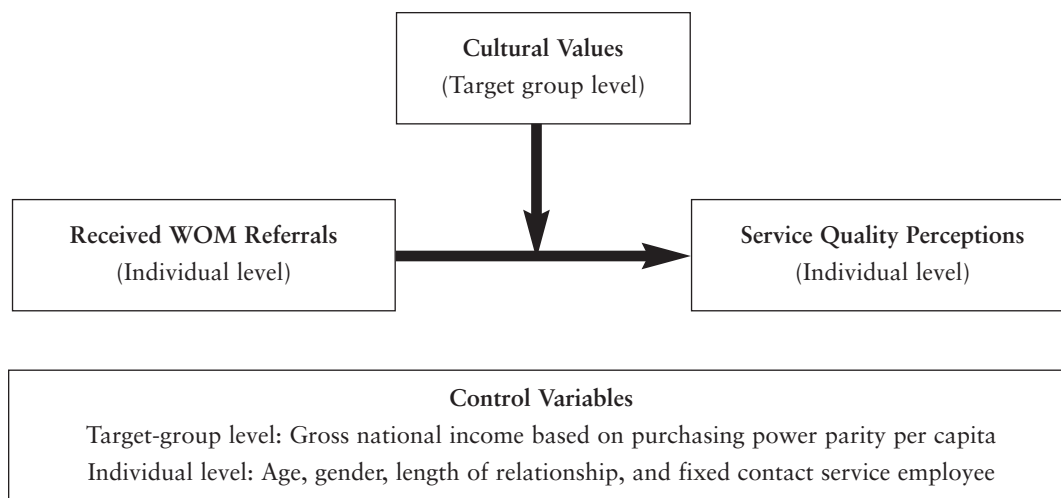 Cultural Values
(Target group level)
Received WOM Referrals
(Individual level)
Service Quality Perceptions
(Individual level)
Control Variables
Target-group level: Gross national income based on purchasing power parity per capita
Individual level: Age, gender, length of relationship, and fixed contact service employee